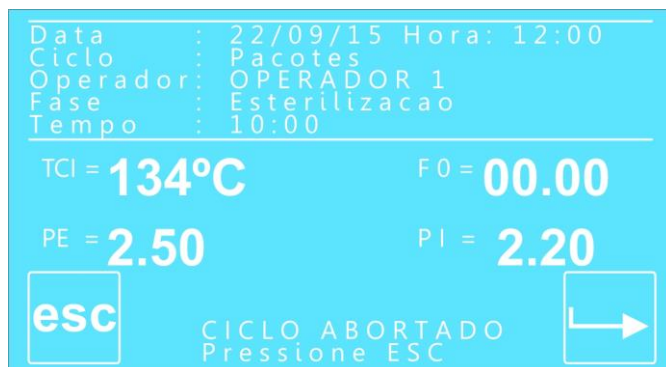 Data : 22/09/15 Hora: 12:00
Ciclo : Pacotes
Operador: OPERADOR 1
Fase : Esterilizacao
Tempo : 10:00
TCI = 134ºC F0 = 00.00
PE = 2.50 PI = 2.20
esc
CICLO ABORTADO
Pressione ESC